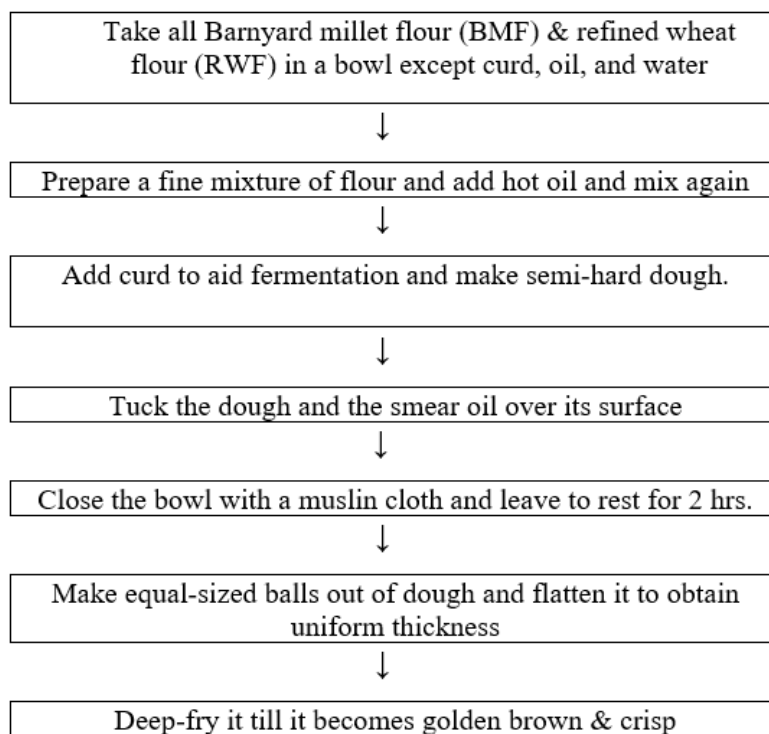 Take all Barnyard millet flour (BMF) & refined wheat
flour (RWF) in a bowl except curd, oil, and water
↓
Prepare a fine mixture of flour and add hot oil and mix again
↓
Add curd to aid fermentation and make semi-hard dough.
↓
Tuck the dough and the smear oil over its surface
↓
Close the bowl with a muslin cloth and leave to rest for 2 hrs.
↓
Make equal-sized balls out of dough and flatten it to obtain
uniform thickness
↓
Deep-fry it till it becomes golden brown & crisp